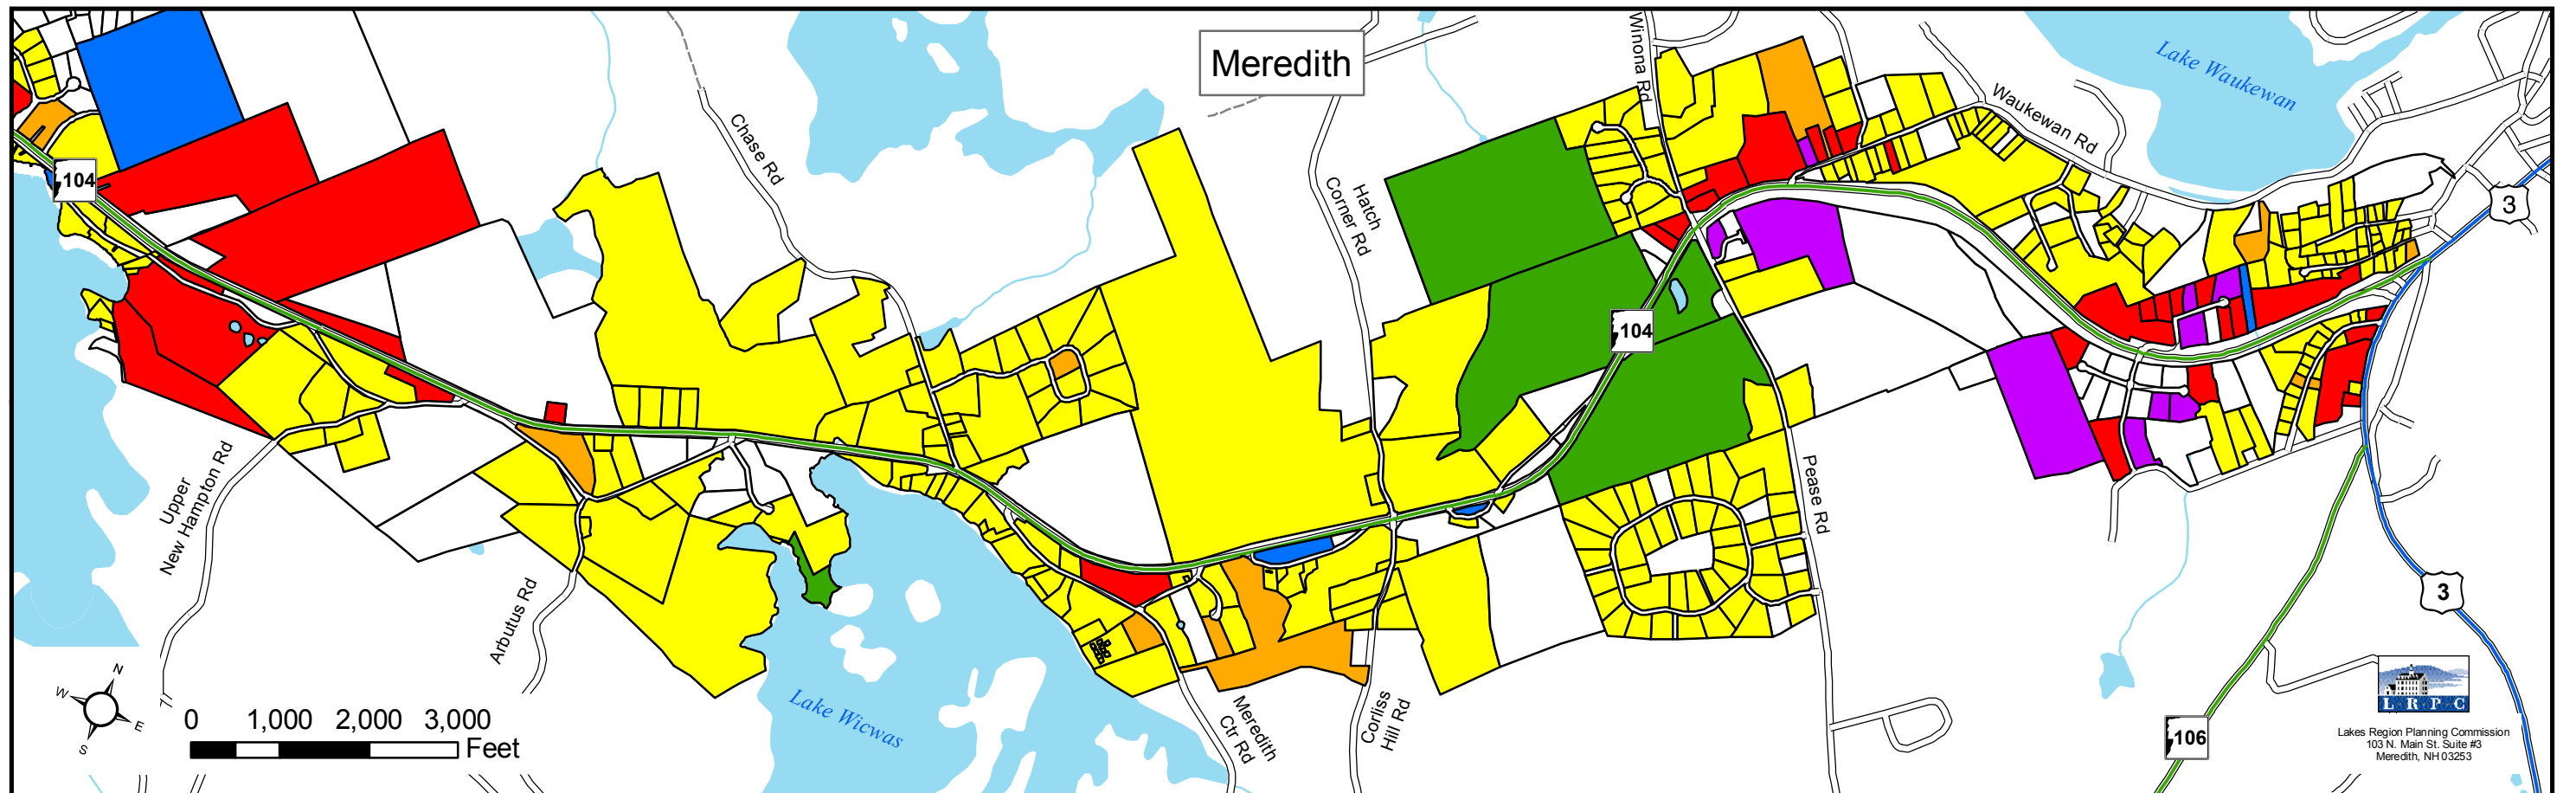 Meredith
Winona Rd
Lake Waukewan
Waukewan Rd
Chase Rd
Hatch
Corner Rd
104
3
104
Upper
New Hampton Rd
Arbutus Rd
Pease Rd
3
N
W
E
S
0 1,000 2,000 3,000
Feet
Lake Wicwas
Meredith
Ctr Rd
Corliss
Hill Rd
106
L R P C
Lakes Region Planning Commission
103 N. Main St. Suite #3
Meredith, NH 03253